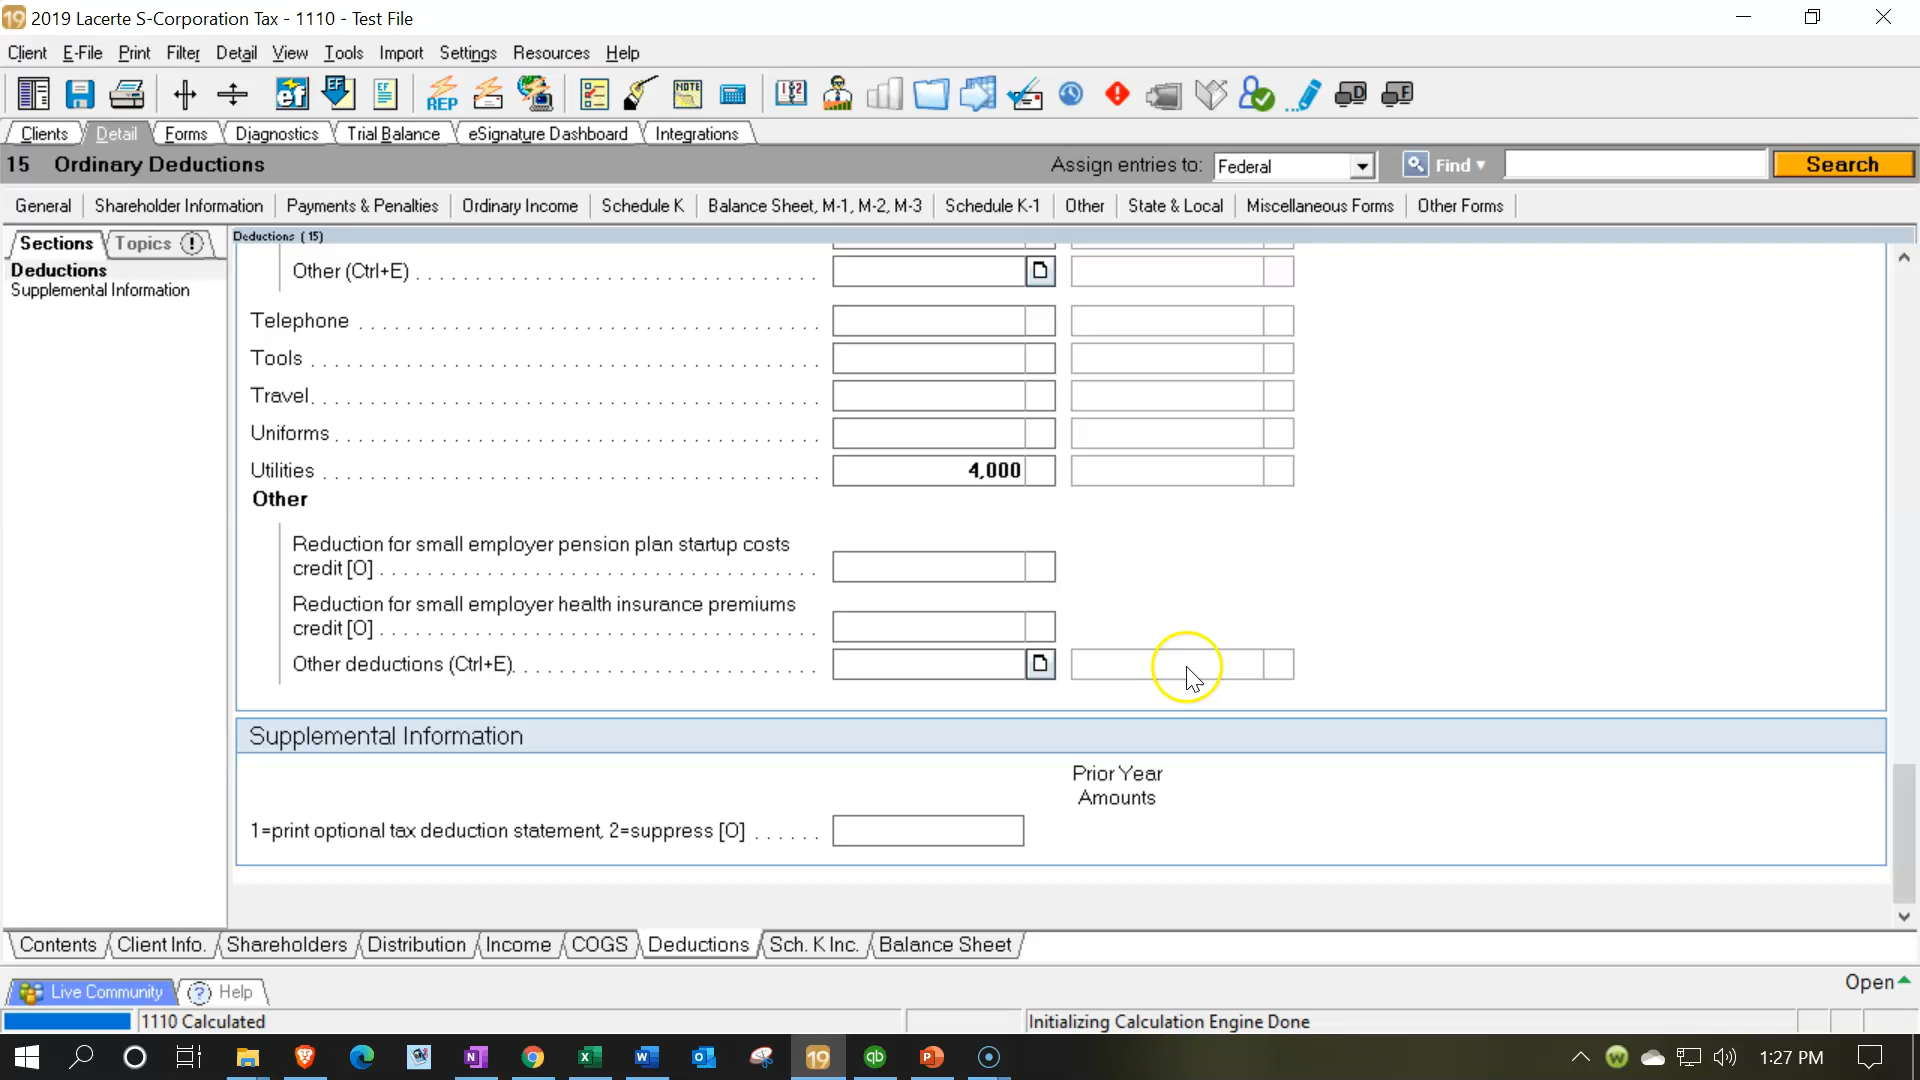 19 2019 Lacerte S-Corporation Tax - 1110 - Test File
Client E-File Print Filter Detail View Tools Import Settings Resources Help
ef EF EF REP NOTE D F
Clients Detail Forms Diagnostics Trial Balance eSignature Dashboard Integrations
15 Ordinary Deductions Assign entries to: Federal Find Search
General Shareholder Information Payments & Penalties Ordinary Income Schedule K Balance Sheet, M-1, M-2, M-3 Schedule K-1 Other State & Local Miscellaneous Forms Other Forms
Sections Topics Deductions (15)
Deductions
Supplemental Information
Other (Ctrl+E)
Telephone
Tools
Travel
Uniforms
Utilities 4,000
Other
Reduction for small employer pension plan startup costs
credit [O]
Reduction for small employer health insurance premiums
credit [O]
Other deductions (Ctrl+E)
Supplemental Information
Prior Year
Amounts
1=print optional tax deduction statement, 2=suppress [O]
Contents Client Info. Shareholders Distribution Income COGS Deductions Sch. K Inc. Balance Sheet
Open
Live Community ? Help
1110 Calculated Initializing Calculation Engine Done
19 qb 1:27 PM